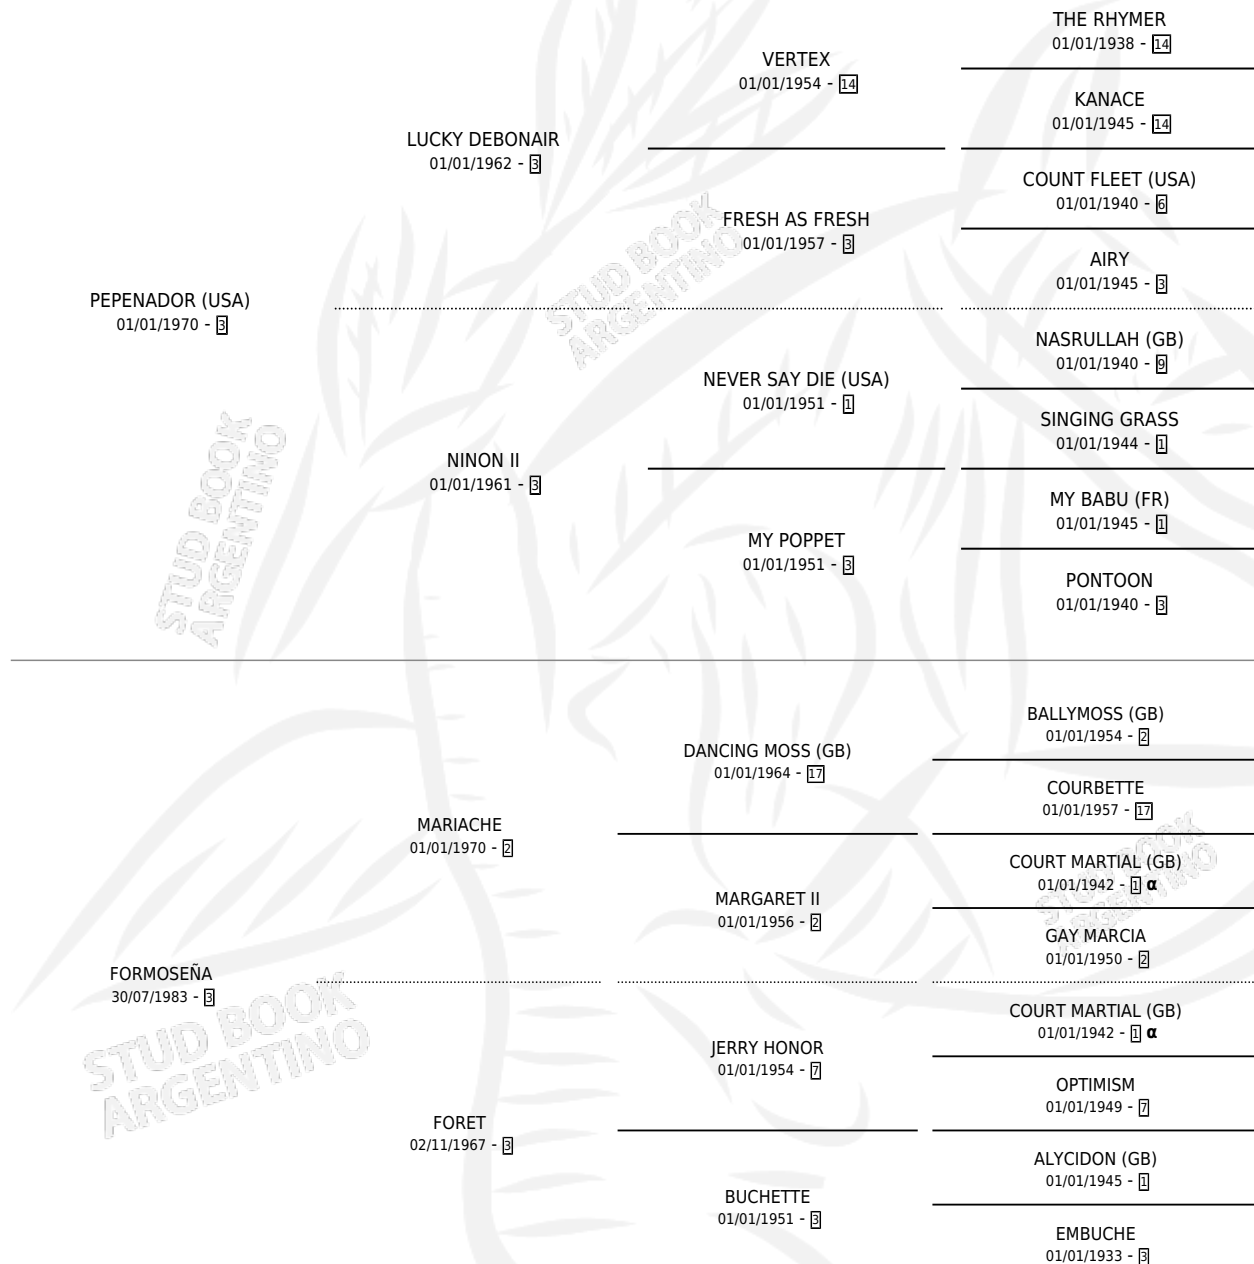 THE RHYMER
01/01/1938 - 14
VERTEX
01/01/1954 - 14
KANACE
01/01/1945 - 14
LUCKY DEBONAIR
01/01/1962 - 3
COUNT FLEET (USA)
01/01/1940 - 6
FRESH AS FRESH
01/01/1957 - 3
AIRY
01/01/1945 - 3
PEPENADOR (USA)
01/01/1970 - 3
NASRULLAH (GB)
01/01/1940 - 9
NEVER SAY DIE (USA)
01/01/1951 - 1
SINGING GRASS
01/01/1944 - 1
NINON II
01/01/1961 - 3
MY BABU (FR)
01/01/1945 - 1
MY POPPET
01/01/1951 - 3
PONTOON
01/01/1940 - 3
STUD BOOK
ARGENTINO
STUD BOOK
ARGENTINO
BALLYMOSS (GB)
01/01/1954 - 2
DANCING MOSS (GB)
01/01/1964 - 17
COURBETTE
01/01/1957 - 17
MARIACHE
01/01/1970 - 2
COURT MARTIAL (GB)
01/01/1942 - 1 α
MARGARET II
01/01/1956 - 2
GAY MARCIA
01/01/1950 - 2
FORMOSEÑA
30/07/1983 - 3
COURT MARTIAL (GB)
01/01/1942 - 1 α
JERRY HONOR
01/01/1954 - 7
OPTIMISM
01/01/1949 - 7
FORET
02/11/1967 - 3
ALYCIDON (GB)
01/01/1945 - 1
BUCHETTE
01/01/1951 - 3
EMBUCHE
01/01/1933 - 3
STUD BOOK
ARGENTINO
STUD BOOK
ARGENTINO